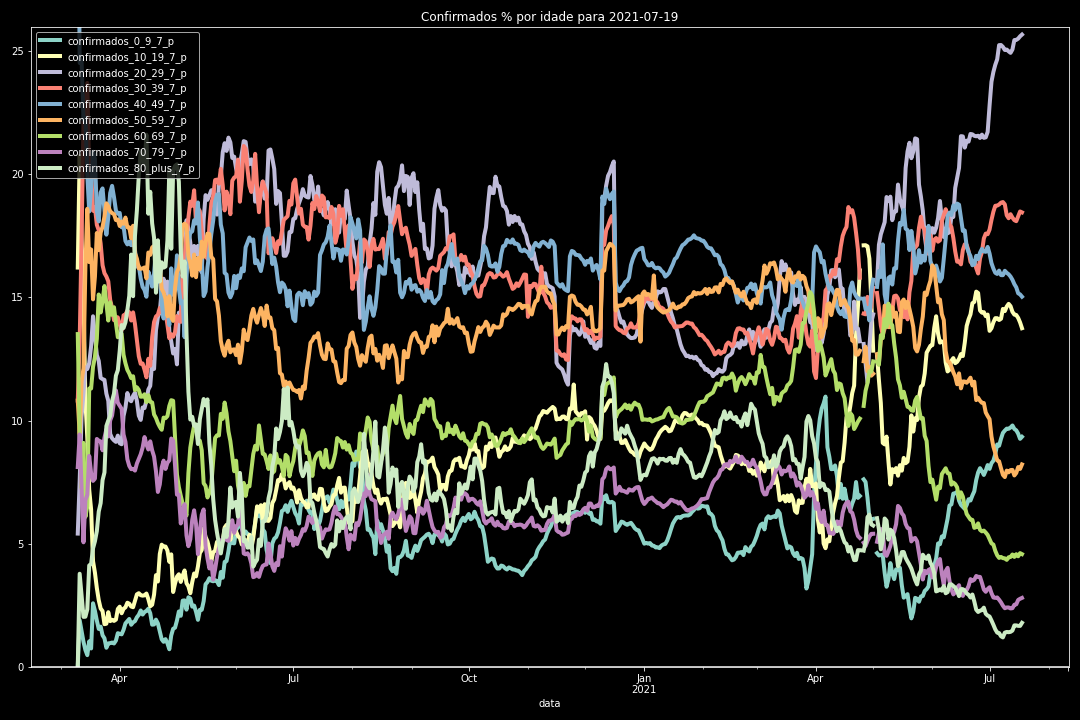 Confirmados % por idade para 2021-07-19
25
20
15
10
5
0
confirmados_0_9_7_p
confirmados_10_19_7_p
confirmados_20_29_7_p
confirmados_30_39_7_p
confirmados_40_49_7_p
confirmados_50_59_7_p
confirmados_60_69_7_p
confirmados_70_79_7_p
confirmados_80_plus_7_p
Apr Jul Oct Jan Apr Jul
2021
data